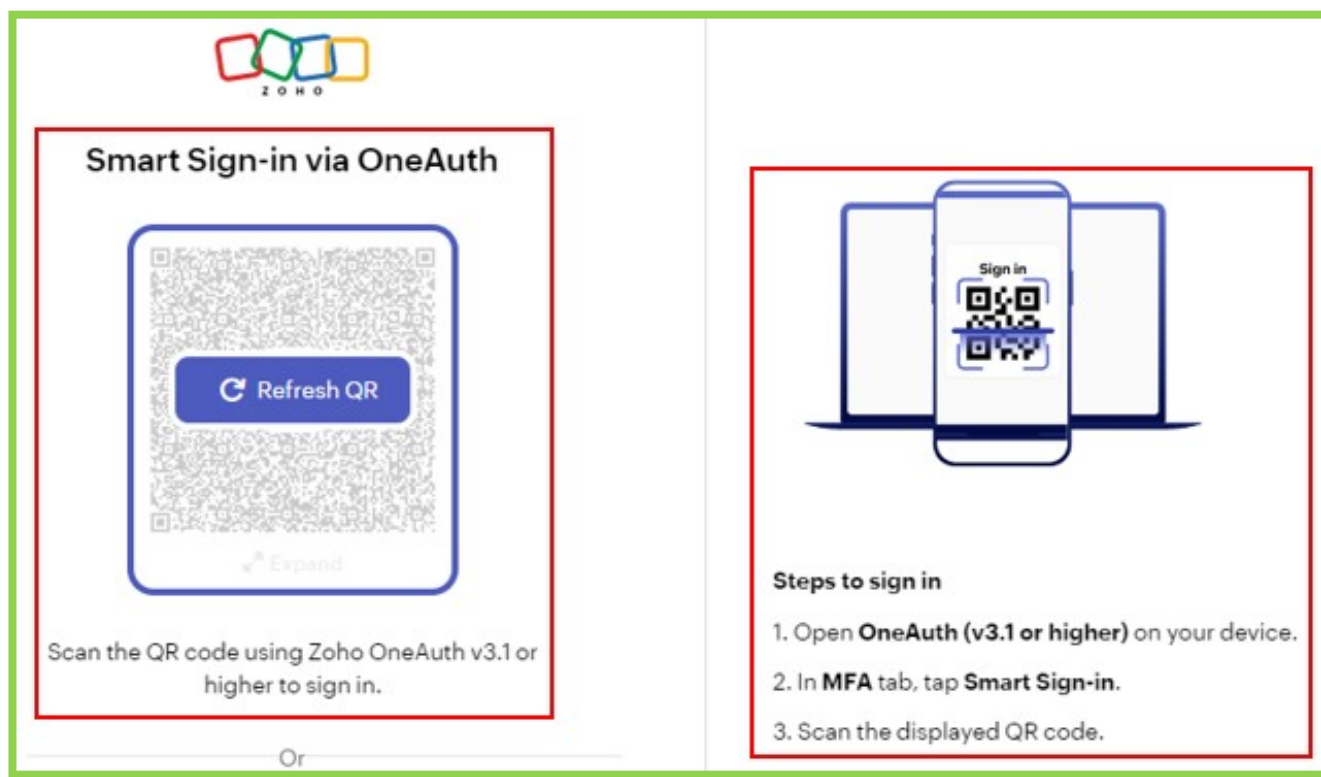 ZOHO
Smart Sign-in via OneAuth
Refresh QR
Expand
Scan the QR code using Zoho OneAuth v3.1 or
higher to sign in.
Or
Sign in
Steps to sign in
1. Open OneAuth (v3.1 or higher) on your device.
2. In MFA tab, tap Smart Sign-in.
3. Scan the displayed QR code.